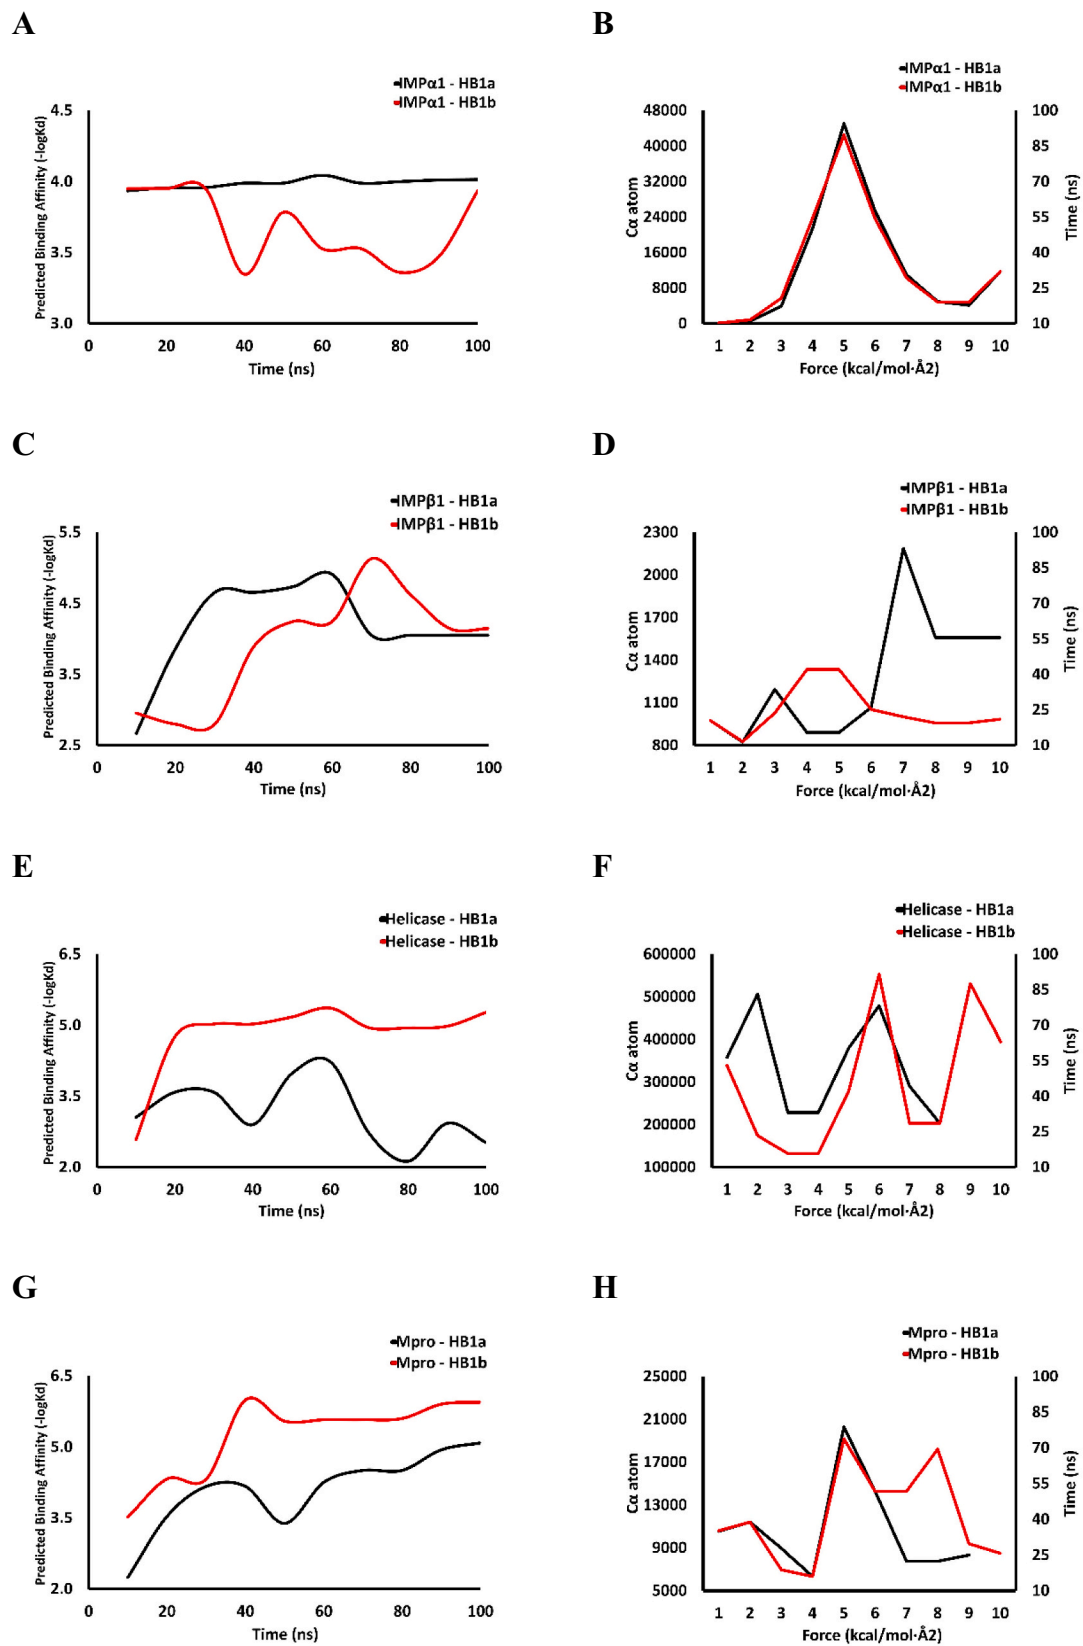 A
IMPα1 - HB1a
IMPα1 - HB1b
Predicted Binding Affinity (-logKd)
4.5
4.0
3.5
3.0
0 20 40 60 80 100
Time (ns)
B
IMPα1 - HB1a
IMPα1 - HB1b
Cα atom
48000
40000
32000
24000
16000
8000
0
100
85
70
55
40
25
10
Time (ns)
1 2 3 4 5 6 7 8 9 10
Force (kcal/mol·Å2)
C
IMPβ1 - HB1a
IMPβ1 - HB1b
Predicted Binding Affinity (-logKd)
5.5
4.5
3.5
2.5
0 20 40 60 80 100
Time (ns)
D
IMPβ1 - HB1a
IMPβ1 - HB1b
Cα atom
2300
2000
1700
1400
1100
800
100
85
70
55
40
25
10
Time (ns)
1 2 3 4 5 6 7 8 9 10
Force (kcal/mol·Å2)
E
Helicase - HB1a
Helicase - HB1b
Predicted Binding Affinity (-logKd)
6.5
5.0
3.5
2.0
0 20 40 60 80 100
Time (ns)
F
Helicase - HB1a
Helicase - HB1b
Cα atom
600000
500000
400000
300000
200000
100000
100
85
70
55
40
25
10
Time (ns)
1 2 3 4 5 6 7 8 9 10
Force (kcal/mol·Å2)
G
Mpro - HB1a
Mpro - HB1b
Predicted Binding Affinity (-logKd)
6.5
5.0
3.5
2.0
0 20 40 60 80 100
Time (ns)
H
Mpro - HB1a
Mpro - HB1b
Cα atom
25000
21000
17000
13000
9000
5000
100
85
70
55
40
25
10
Time (ns)
1 2 3 4 5 6 7 8 9 10
Force (kcal/mol·Å2)